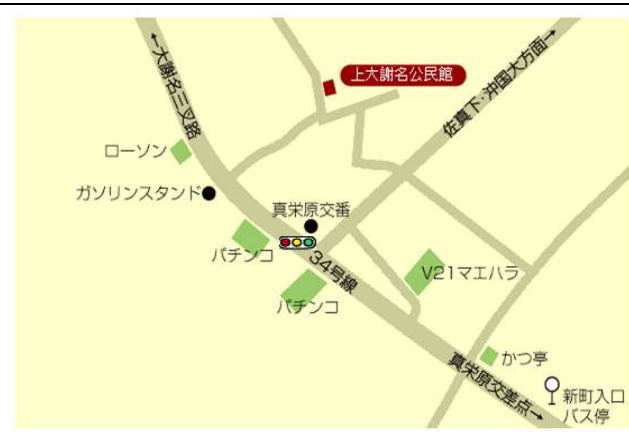 ←大謝名三叉路
上大謝名公民館
佐真下・沖国大方面→
ローソン
ガソリンスタンド
真栄原交番
パチンコ
34号線
V21マエハラ
パチンコ
かつ亭
真栄原交差点→
新町入口
バス停